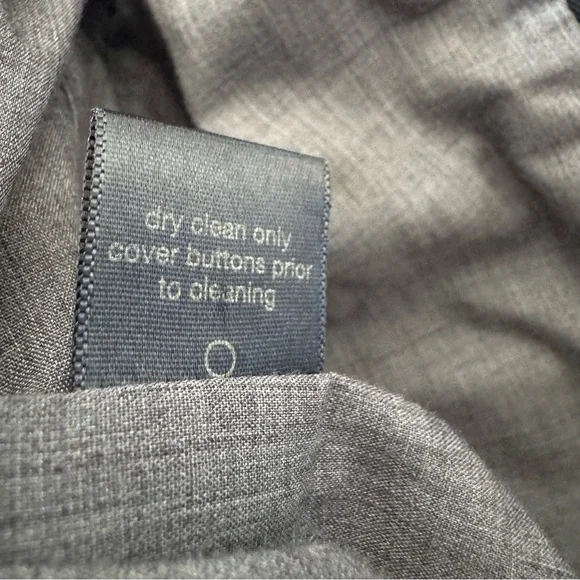 dry clean only
cover buttons prior
to cleaning